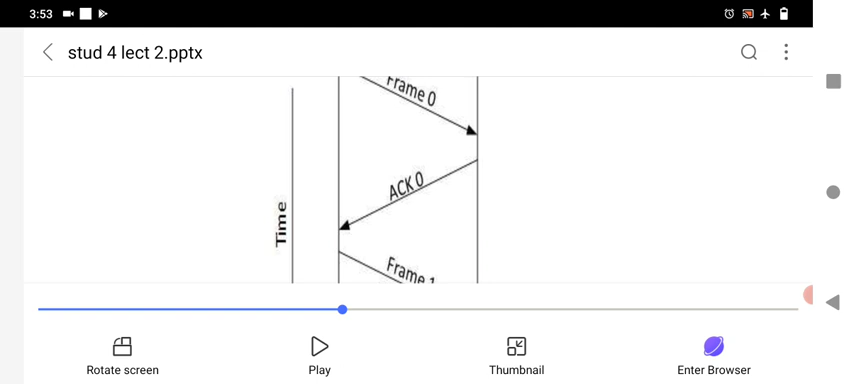 3:53
stud 4 lect 2.pptx
Frame 0
ACK 0
Time
Frame 1
Rotate screen
Play
Thumbnail
Enter Browser